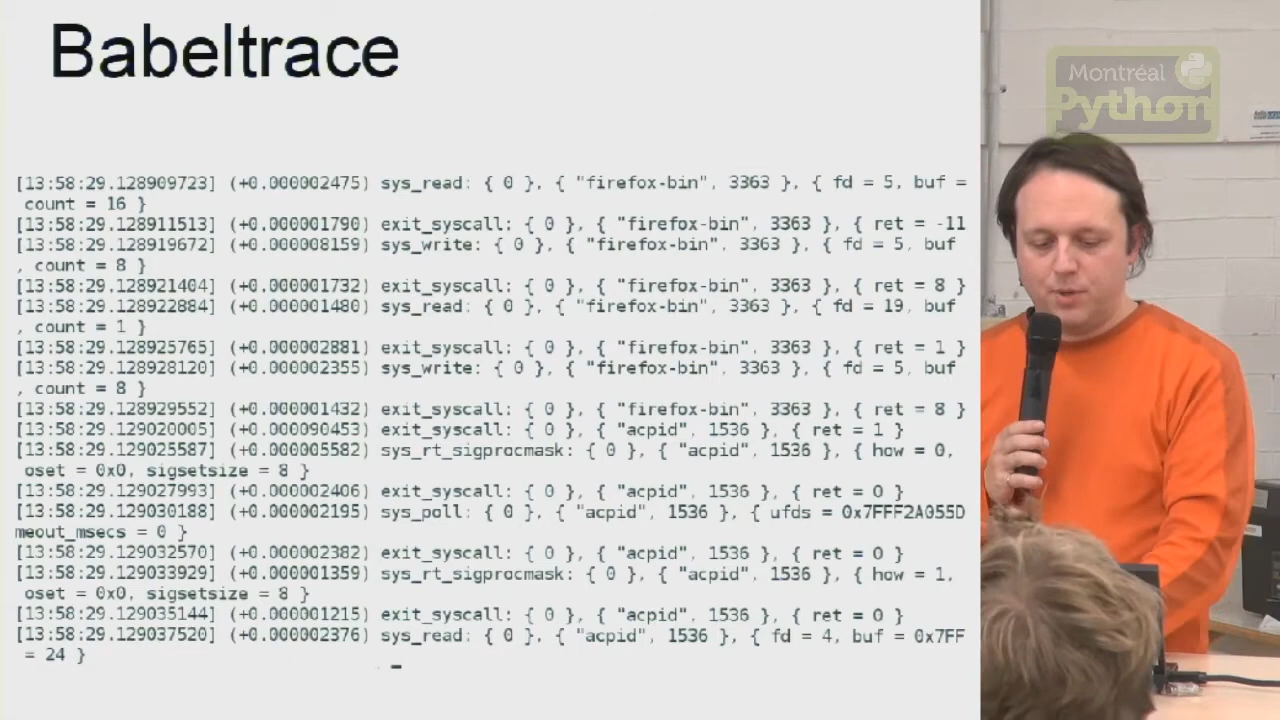 Babeltrace
Montréal
Python
[13:58:29.128909723] (+0.000002475) sys_read: { 0 }, { "firefox-bin", 3363 }, { fd = 5, buf =
count = 16 }
[13:58:29.128911513] (+0.000001790) exit_syscall: { 0 }, { "firefox-bin", 3363 }, { ret = -11
[13:58:29.128919672] (+0.000008159) sys_write: { 0 }, { "firefox-bin", 3363 }, { fd = 5, buf
, count = 8 }
[13:58:29.128921404] (+0.000001732) exit_syscall: { 0 }, { "firefox-bin", 3363 }, { ret = 8 }
[13:58:29.128922884] (+0.000001480) sys_read: { 0 }, { "firefox-bin", 3363 }, { fd = 19, buf
, count = 1 }
[13:58:29.128925765] (+0.000002881) exit_syscall: { 0 }, { "firefox-bin", 3363 }, { ret = 1 }
[13:58:29.128928120] (+0.000002355) sys_write: { 0 }, { "firefox-bin", 3363 }, { fd = 5, buf
, count = 8 }
[13:58:29.128929552] (+0.000001432) exit_syscall: { 0 }, { "firefox-bin", 3363 }, { ret = 8 }
[13:58:29.129020005] (+0.000090453) exit_syscall: { 0 }, { "acpid", 1536 }, { ret = 1 }
[13:58:29.129025587] (+0.000005582) sys_rt_sigprocmask: { 0 }, { "acpid", 1536 }, { how = 0,
oset = 0x0, sigsetsize = 8 }
[13:58:29.129027993] (+0.000002406) exit_syscall: { 0 }, { "acpid", 1536 }, { ret = 0 }
[13:58:29.129030188] (+0.000002195) sys_poll: { 0 }, { "acpid", 1536 }, { ufds = 0x7FFF2A055D
meout_msecs = 0 }
[13:58:29.129032570] (+0.000002382) exit_syscall: { 0 }, { "acpid", 1536 }, { ret = 0 }
[13:58:29.129033929] (+0.000001359) sys_rt_sigprocmask: { 0 }, { "acpid", 1536 }, { how = 1,
oset = 0x0, sigsetsize = 8 }
[13:58:29.129035144] (+0.000001215) exit_syscall: { 0 }, { "acpid", 1536 }, { ret = 0 }
[13:58:29.129037520] (+0.000002376) sys_read: { 0 }, { "acpid", 1536 }, { fd = 4, buf = 0x7FF
= 24 }